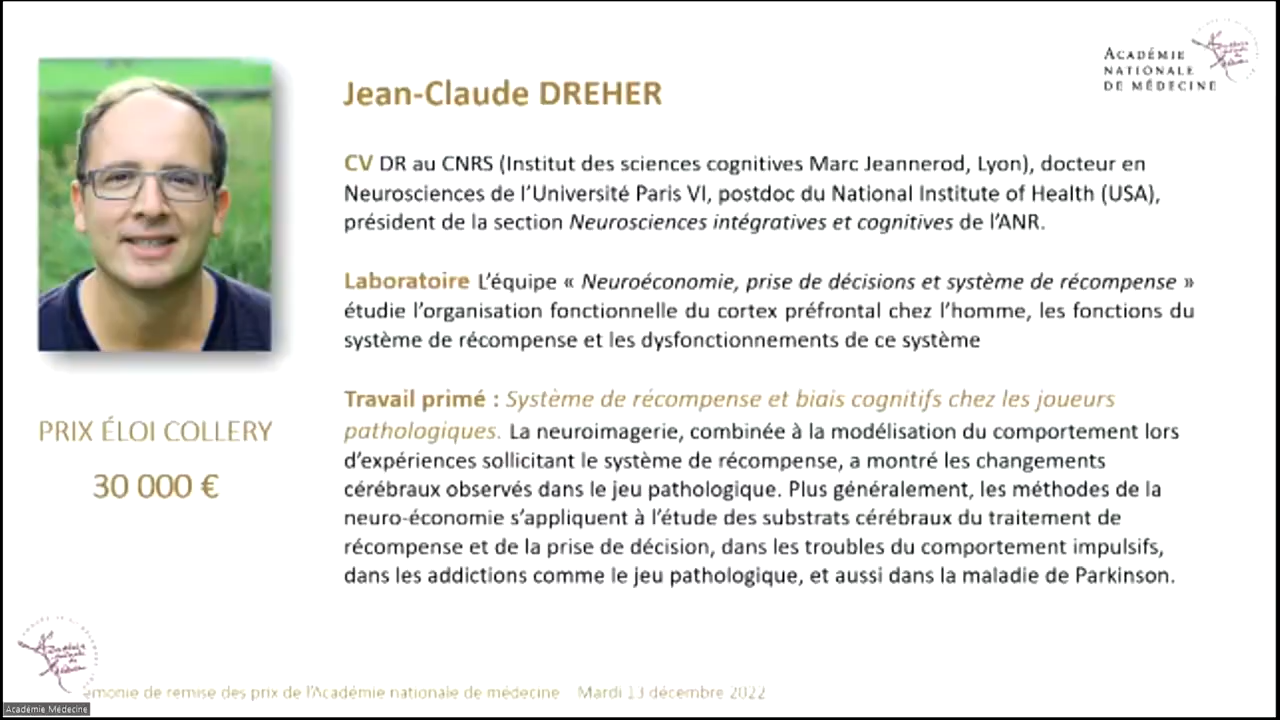 ACADÉMIE
NATIONALE
DE MÉDECINE
Jean-Claude DREHER
CV DR au CNRS (Institut des sciences cognitives Marc Jeannerod, Lyon), docteur en
Neurosciences de l’Université Paris VI, postdoc du National Institute of Health (USA),
président de la section Neurosciences intégratives et cognitives de l’ANR.
Laboratoire L’équipe « Neuroéconomie, prise de décisions et système de récompense »
étudie l’organisation fonctionnelle du cortex préfrontal chez l’homme, les fonctions du
système de récompense et les dysfonctionnements de ce système
Travail primé : Système de récompense et biais cognitifs chez les joueurs
pathologiques. La neuroimagerie, combinée à la modélisation du comportement lors
d’expériences sollicitant le système de récompense, a montré les changements
cérébraux observés dans le jeu pathologique. Plus généralement, les méthodes de la
neuro-économie s’appliquent à l’étude des substrats cérébraux du traitement de
récompense et de la prise de décision, dans les troubles du comportement impulsifs,
dans les addictions comme le jeu pathologique, et aussi dans la maladie de Parkinson.
PRIX ÉLOI COLLERY
30 000 €
émonie de remise des prix de l’Académie nationale de médecine Mardi 13 décembre 2022
Académie Médecine